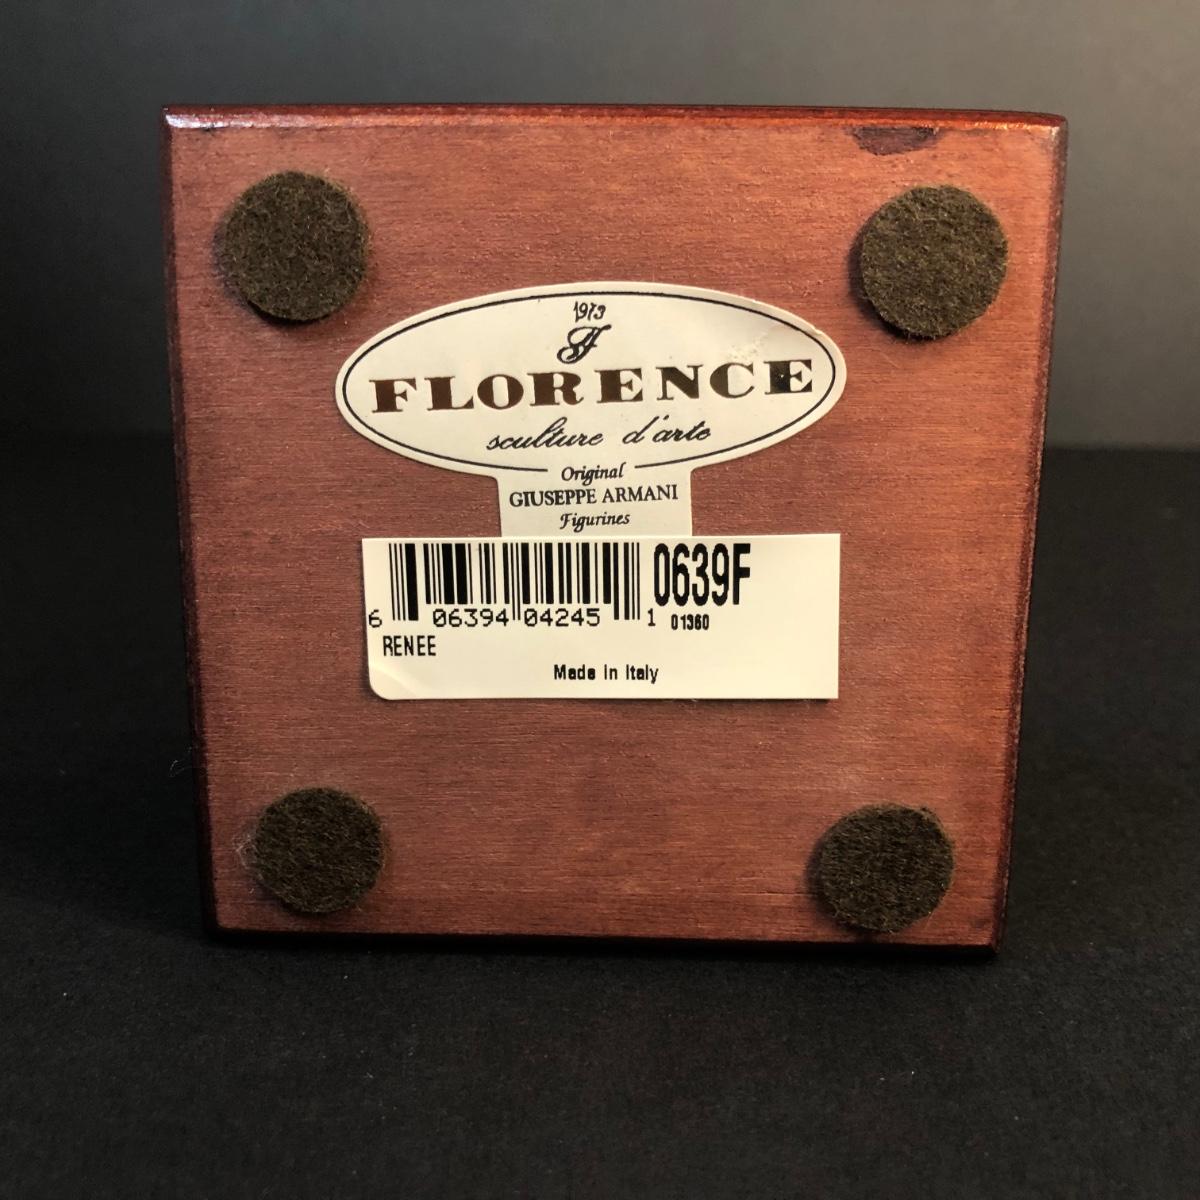 1973
F
FLORENCE
sculture d'arte
Original
GIUSEPPE ARMANI
Figurines
0639F
6 06394 04245 1 01360
RENEE
Made In Italy